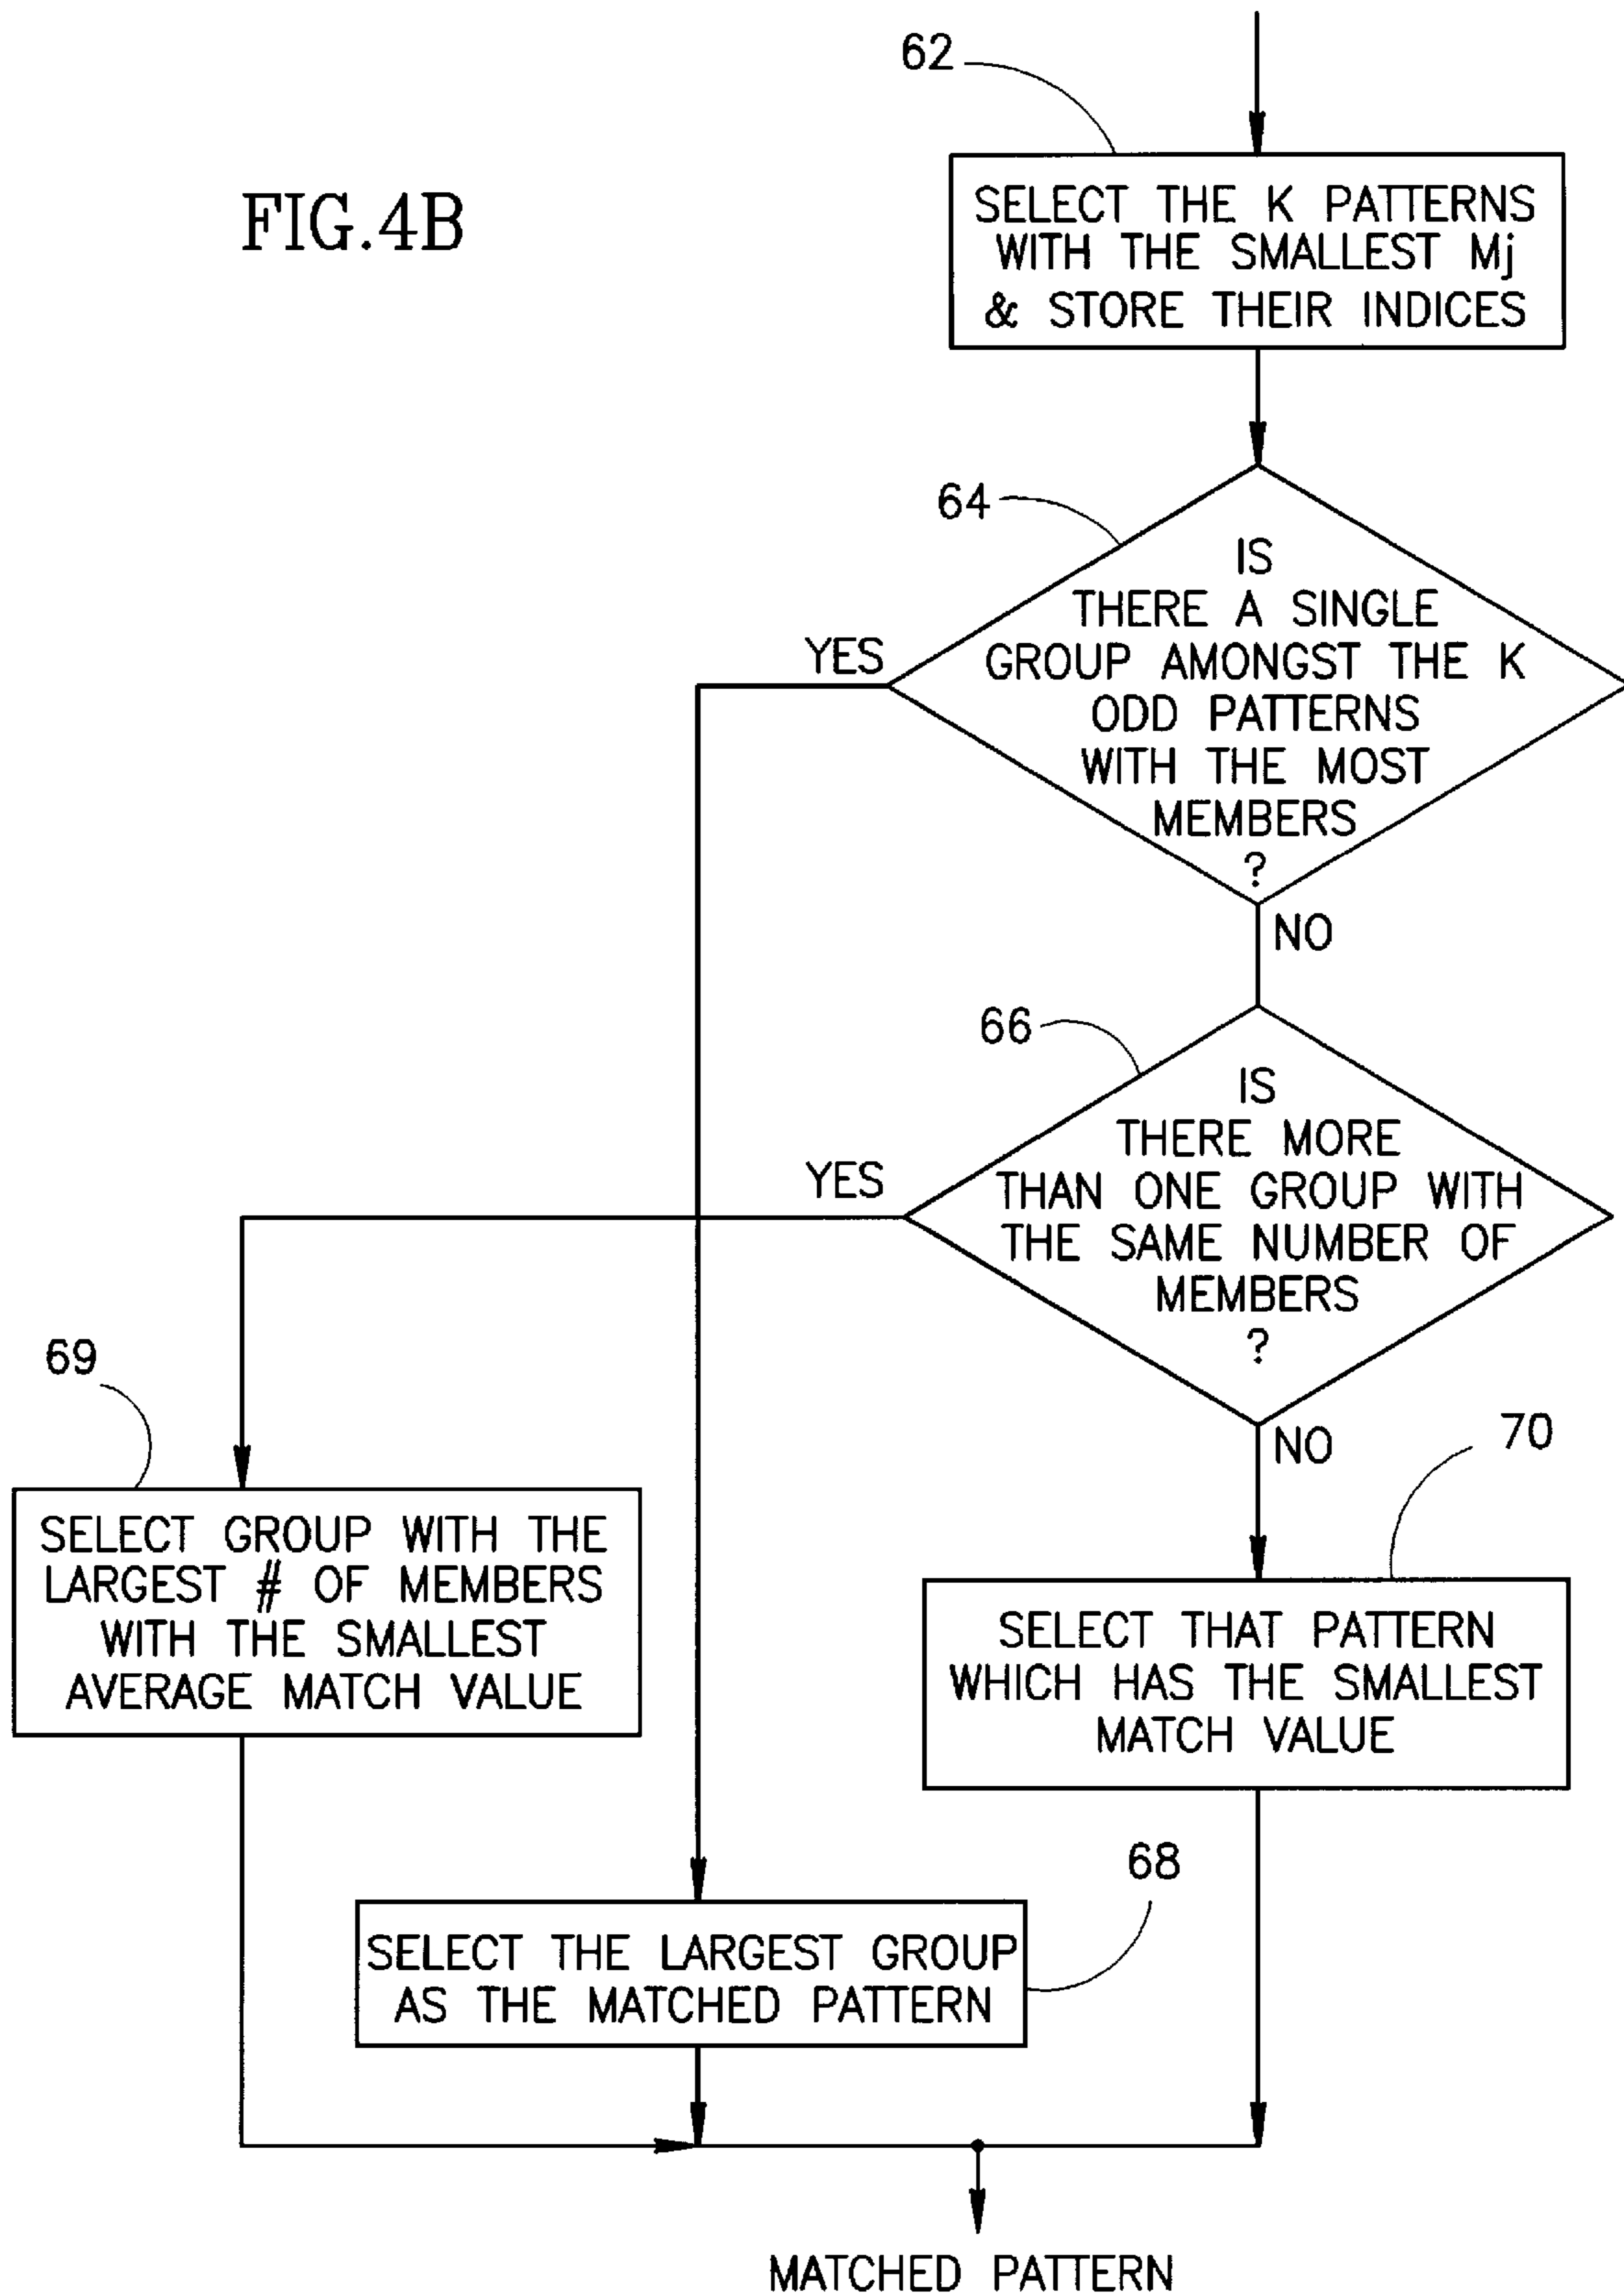 FIG.4B
62
SELECT THE K PATTERNS
WITH THE SMALLEST Mj
& STORE THEIR INDICES
64
IS
THERE A SINGLE
GROUP AMONGST THE K
ODD PATTERNS
WITH THE MOST
MEMBERS
?
YES
NO
66
IS
THERE MORE
THAN ONE GROUP WITH
THE SAME NUMBER OF
MEMBERS
?
YES
NO
69
SELECT GROUP WITH THE
LARGEST # OF MEMBERS
WITH THE SMALLEST
AVERAGE MATCH VALUE
70
SELECT THAT PATTERN
WHICH HAS THE SMALLEST
MATCH VALUE
68
SELECT THE LARGEST GROUP
AS THE MATCHED PATTERN
MATCHED PATTERN